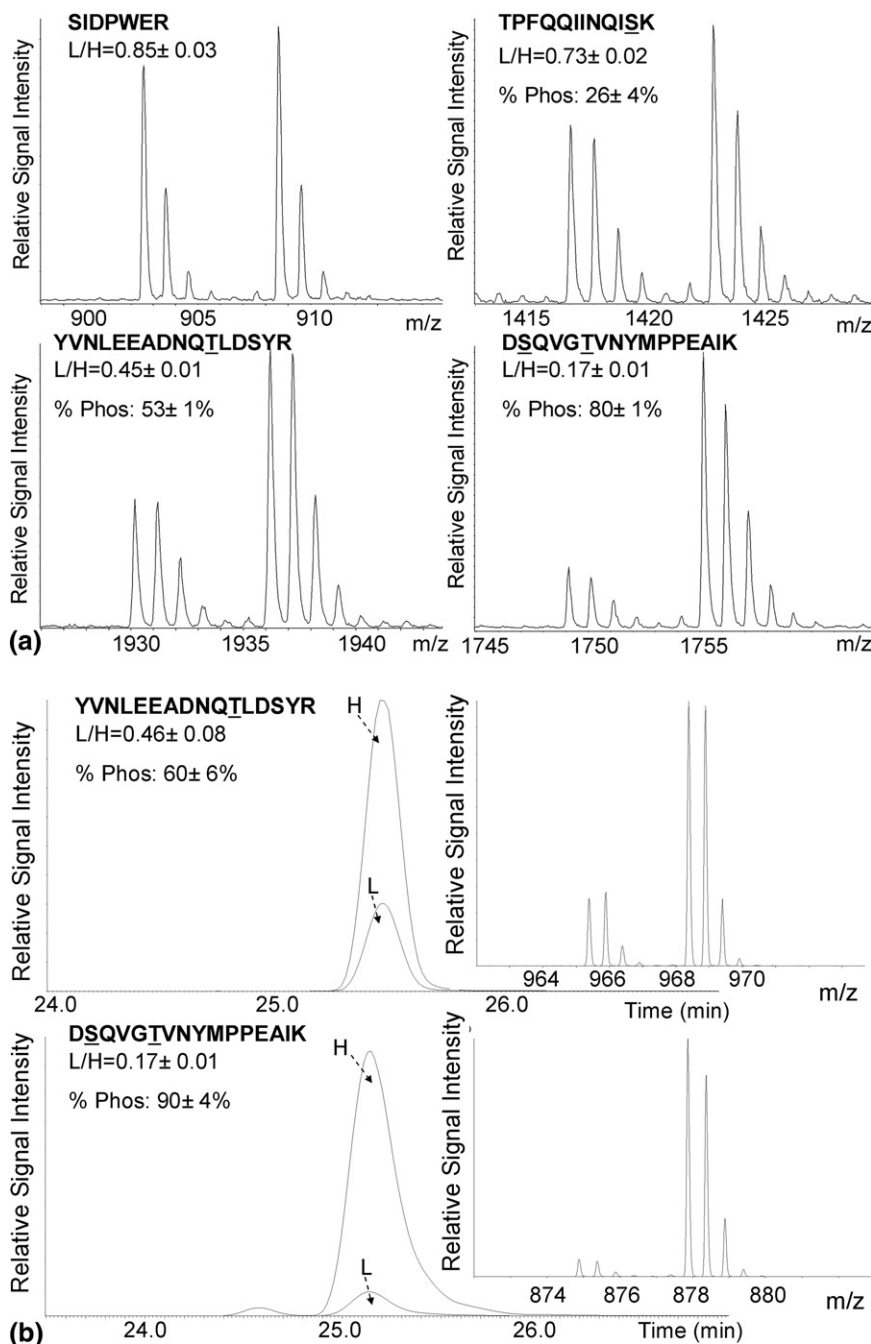 SIDPWER
L/H=0.85± 0.03
Relative Signal Intensity
900 905 910 m/z
TPFQQIINQISK
L/H=0.73± 0.02
% Phos: 26± 4%
Relative Signal Intensity
1415 1420 1425 m/z
YVNLEEADNQTLDSYR
L/H=0.45± 0.01
% Phos: 53± 1%
Relative Signal Intensity
1930 1935 1940 m/z
DSQVGTVNYMPPEAIK
L/H=0.17± 0.01
% Phos: 80± 1%
Relative Signal Intensity
1745 1750 1755 m/z
(a)
YVNLEEADNQTLDSYR
L/H=0.46± 0.08
% Phos: 60± 6%
H
L
Relative Signal Intensity
24.0 25.0 26.0 Time (min)
Relative Signal Intensity
964 966 968 970 m/z
DSQVGTVNYMPPEAIK
L/H=0.17± 0.01
% Phos: 90± 4%
H
L
Relative Signal Intensity
24.0 25.0 26.0 Time (min)
Relative Signal Intensity
874 876 878 880 m/z
(b)